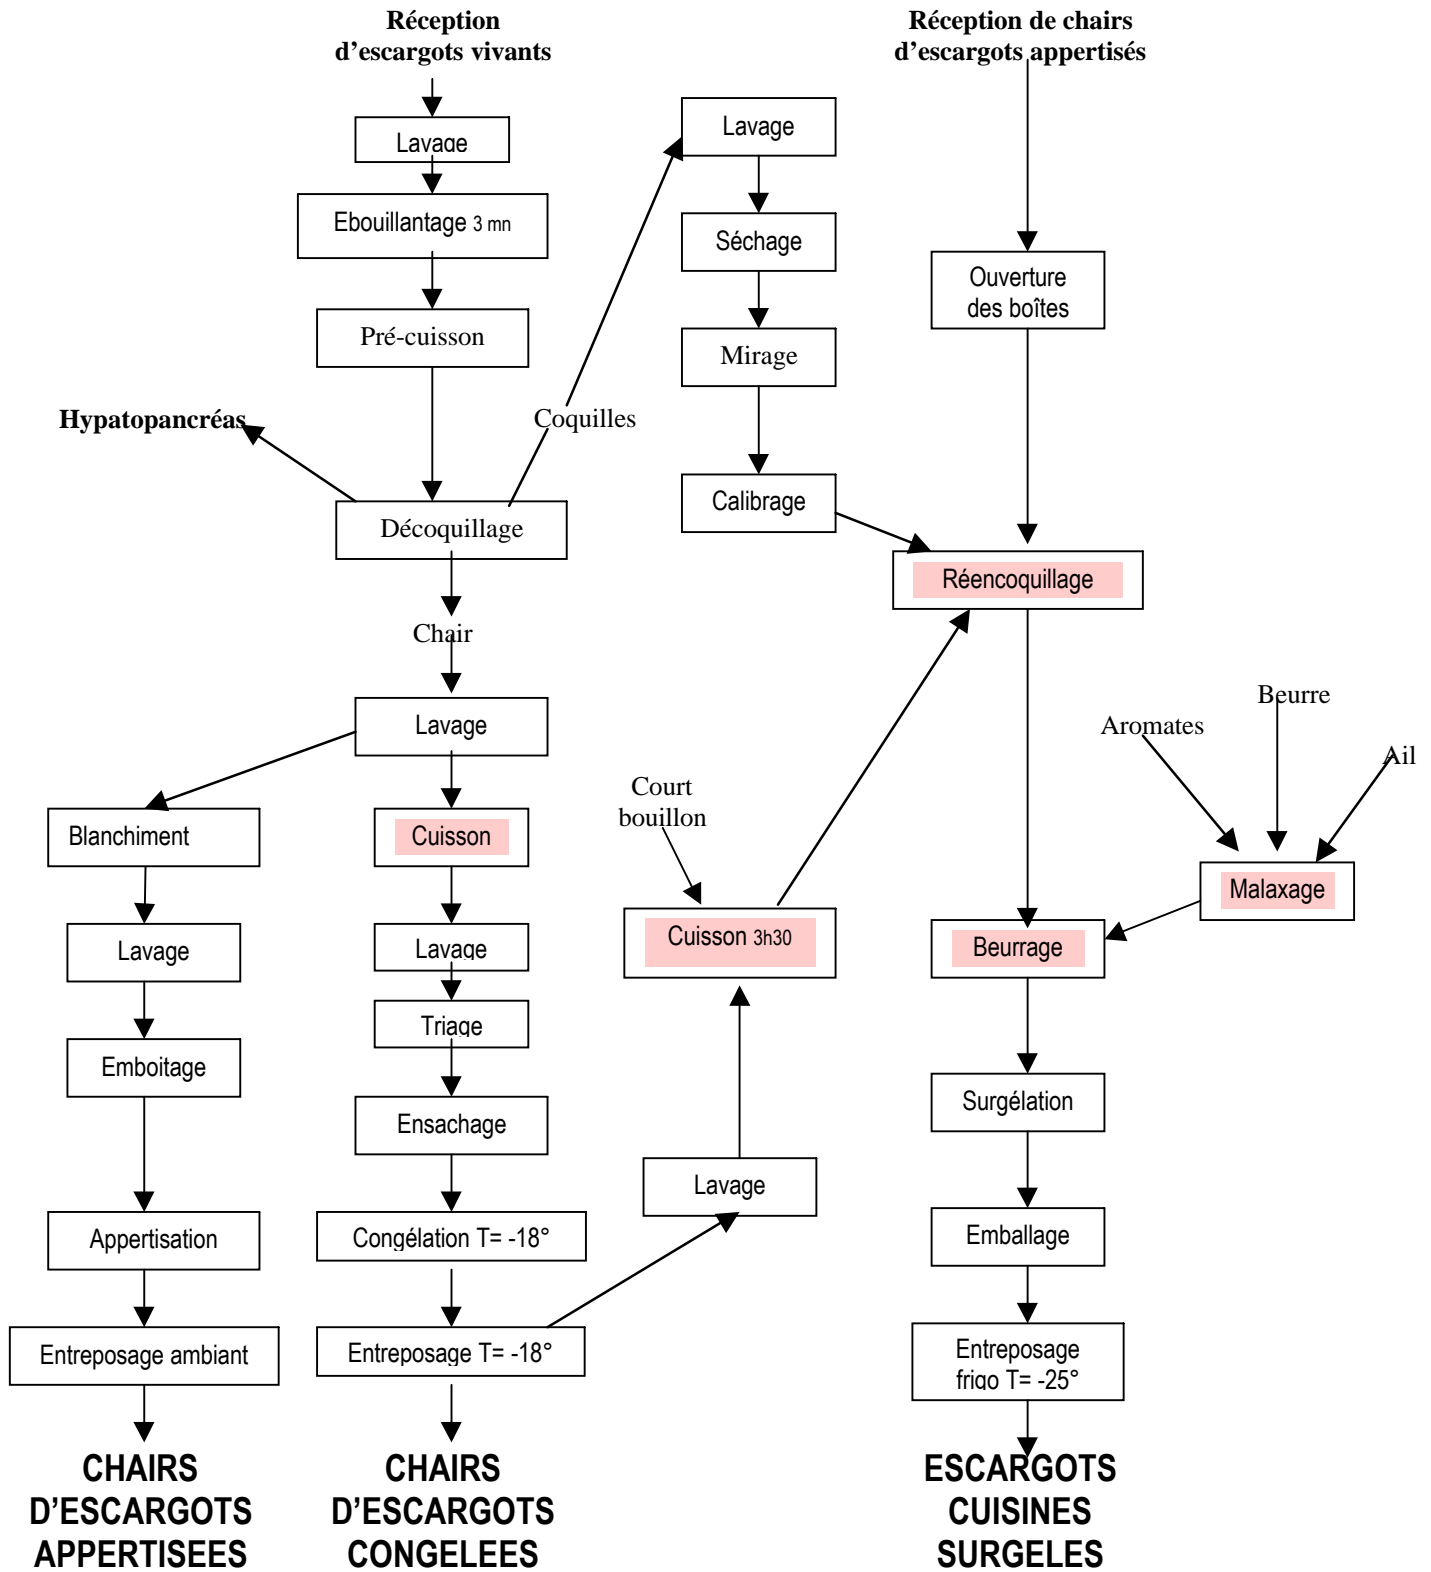 Réception
d'escargots vivants
Réception de chairs
d'escargots appertisés
Lavage
Ebouillantage 3 mn
Pré-cuisson
Hypatopancréas
Coquilles
Décoquillage
Lavage
Séchage
Mirage
Calibrage
Ouverture
des boîtes
Réencoquillage
Chair
Lavage
Blanchiment
Lavage
Emboitage
Appertisation
Entreposage ambiant
CHAIRS
D'ESCARGOTS
APPERTISEES
Cuisson
Lavage
Triage
Ensachage
Congélation T= -18°
Entreposage T= -18°
CHAIRS
D'ESCARGOTS
CONGELEES
Court
bouillon
Cuisson 3h30
Lavage
Aromates
Beurre
Ail
Malaxage
Beurrage
Surgélation
Emballage
Entreposage
frigo T= -25°
ESCARGOTS
CUISINES
SURGELES